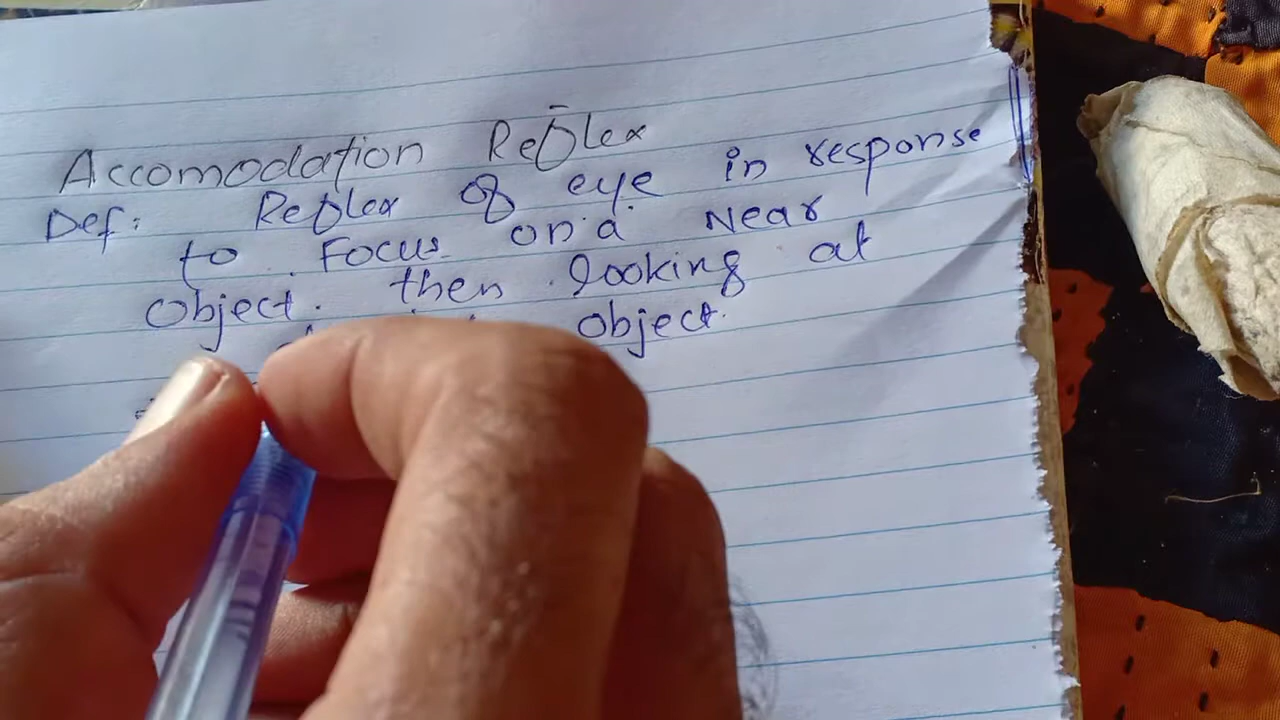 Accomodation Reflex
Def: Reflex of eye in response
to Focus on a Near
object. then looking at
object.